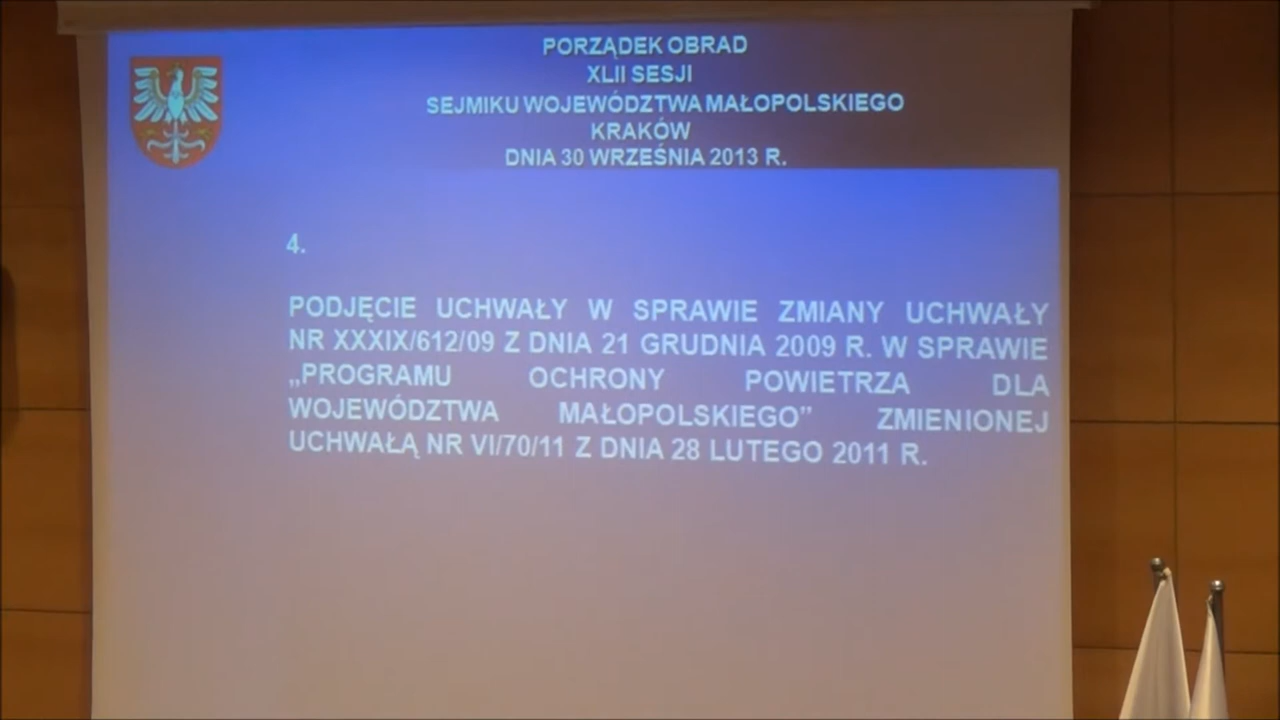 PORZĄDEK OBRAD
XLII SESJI
SEJMIKU WOJEWÓDZTWA MAŁOPOLSKIEGO
KRAKÓW
DNIA 30 WRZEŚNIA 2013 R.
4.
PODJĘCIE UCHWAŁY W SPRAWIE ZMIANY UCHWAŁY
NR XXXIX/612/09 Z DNIA 21 GRUDNIA 2009 R. W SPRAWIE
„PROGRAMU OCHRONY POWIETRZA DLA
WOJEWÓDZTWA MAŁOPOLSKIEGO” ZMIENIONEJ
UCHWAŁĄ NR VI/70/11 Z DNIA 28 LUTEGO 2011 R.